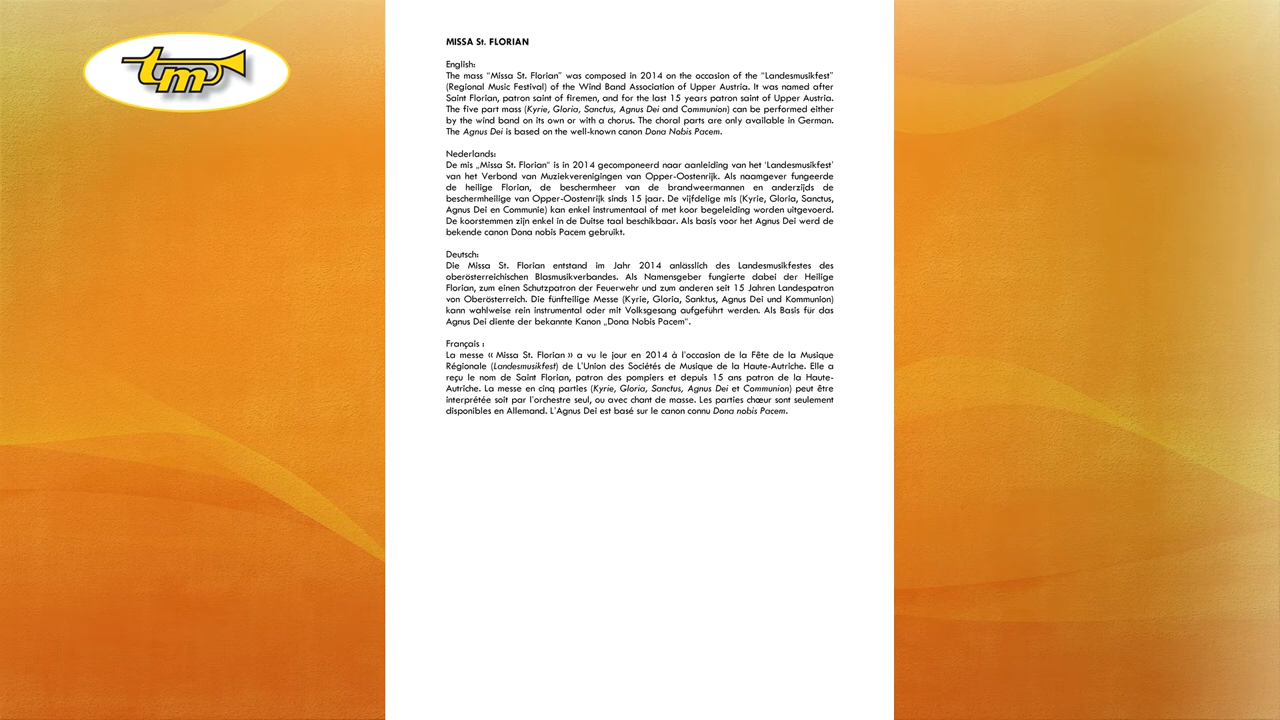 tm
MISSA St. FLORIAN
English:
The mass “Missa St. Florian” was composed in 2014 on the occasion of the “Landesmusikfest”
(Regional Music Festival) of the Wind Band Association of Upper Austria. It was named after
Saint Florian, patron saint of firemen, and for the last 15 years patron saint of Upper Austria.
The five part mass (Kyrie, Gloria, Sanctus, Agnus Dei and Communion) can be performed either
by the wind band on its own or with a chorus. The choral parts are only available in German.
The Agnus Dei is based on the well-known canon Dona Nobis Pacem.
Nederlands:
De mis „Missa St. Florian“ is in 2014 gecomponeerd naar aanleiding van het ‘Landesmusikfest’
van het Verbond van Muziekverenigingen van Opper-Oostenrijk. Als naamgever fungeerde
de heilige Florian, de beschermheer van de brandweermannen en anderzijds de
beschermheilige van Opper-Oostenrijk sinds 15 jaar. De vijfdelige mis (Kyrie, Gloria, Sanctus,
Agnus Dei en Communie) kan enkel instrumentaal of met koor begeleiding worden uitgevoerd.
De koorstemmen zijn enkel in de Duitse taal beschikbaar. Als basis voor het Agnus Dei werd de
bekende canon Dona nobis Pacem gebruikt.
Deutsch:
Die Missa St. Florian entstand im Jahr 2014 anlässlich des Landesmusikfestes des
oberösterreichischen Blasmusikverbandes. Als Namensgeber fungierte dabei der Heilige
Florian, zum einen Schutzpatron der Feuerwehr und zum anderen seit 15 Jahren Landespatron
von Oberösterreich. Die fünfteilige Messe (Kyrie, Gloria, Sanktus, Agnus Dei und Kommunion)
kann wahlweise rein instrumental oder mit Volksgesang aufgeführt werden. Als Basis für das
Agnus Dei diente der bekannte Kanon „Dona Nobis Pacem“.
Français :
La messe « Missa St. Florian » a vu le jour en 2014 à l’occasion de la Fête de la Musique
Régionale (Landesmusikfest) de L’Union des Sociétés de Musique de la Haute-Autriche. Elle a
reçu le nom de Saint Florian, patron des pompiers et depuis 15 ans patron de la Haute-
Autriche. La messe en cinq parties (Kyrie, Gloria, Sanctus, Agnus Dei et Communion) peut être
interprétée soit par l’orchestre seul, ou avec chant de masse. Les parties chœur sont seulement
disponibles en Allemand. L’Agnus Dei est basé sur le canon connu Dona nobis Pacem.